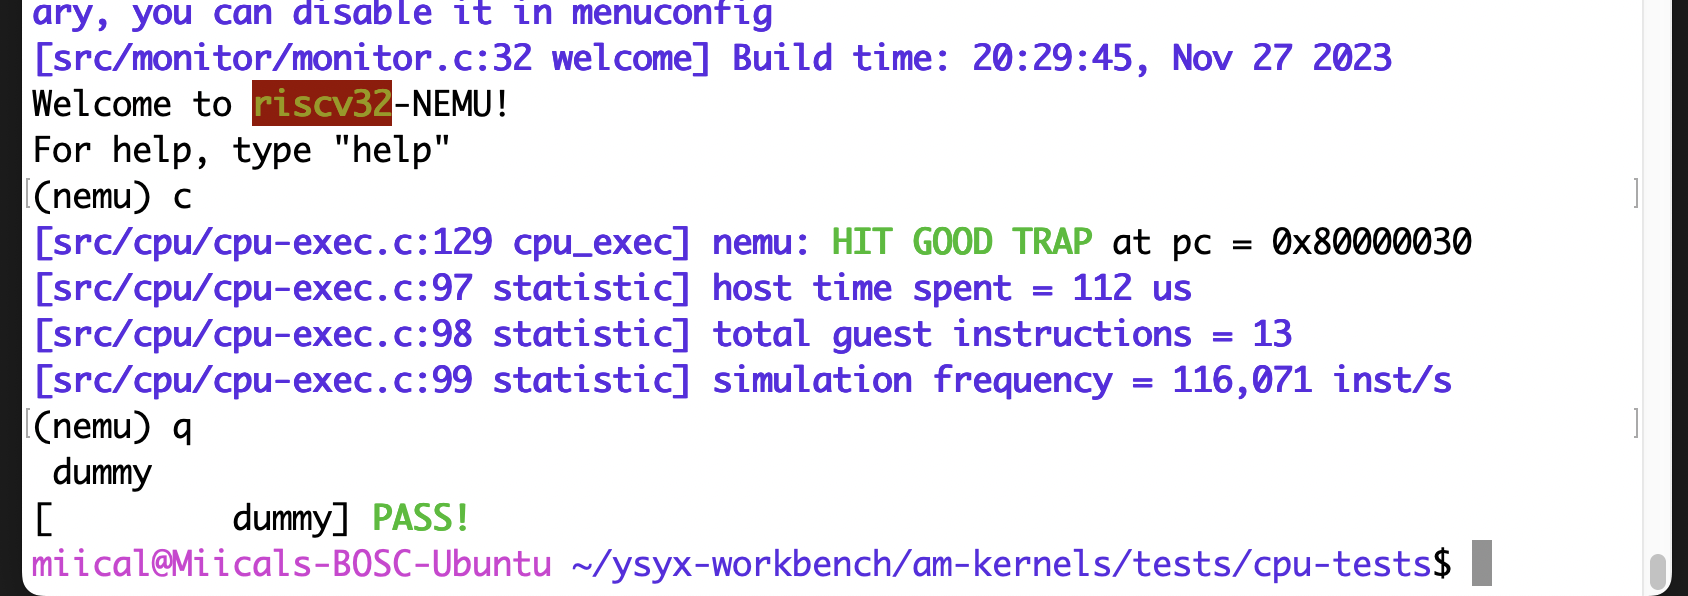 ary, you can disable it in menuconfig
[src/monitor/monitor.c:32 welcome] Build time: 20:29:45, Nov 27 2023
Welcome to riscv32-NEMU!
For help, type "help"
(nemu) c
[src/cpu/cpu-exec.c:129 cpu_exec] nemu: HIT GOOD TRAP at pc = 0x80000030
[src/cpu/cpu-exec.c:97 statistic] host time spent = 112 us
[src/cpu/cpu-exec.c:98 statistic] total guest instructions = 13
[src/cpu/cpu-exec.c:99 statistic] simulation frequency = 116,071 inst/s
(nemu) q
 dummy
[         dummy] PASS!
miical@Miicals-BOSC-Ubuntu ~/ysyx-workbench/am-kernels/tests/cpu-tests$